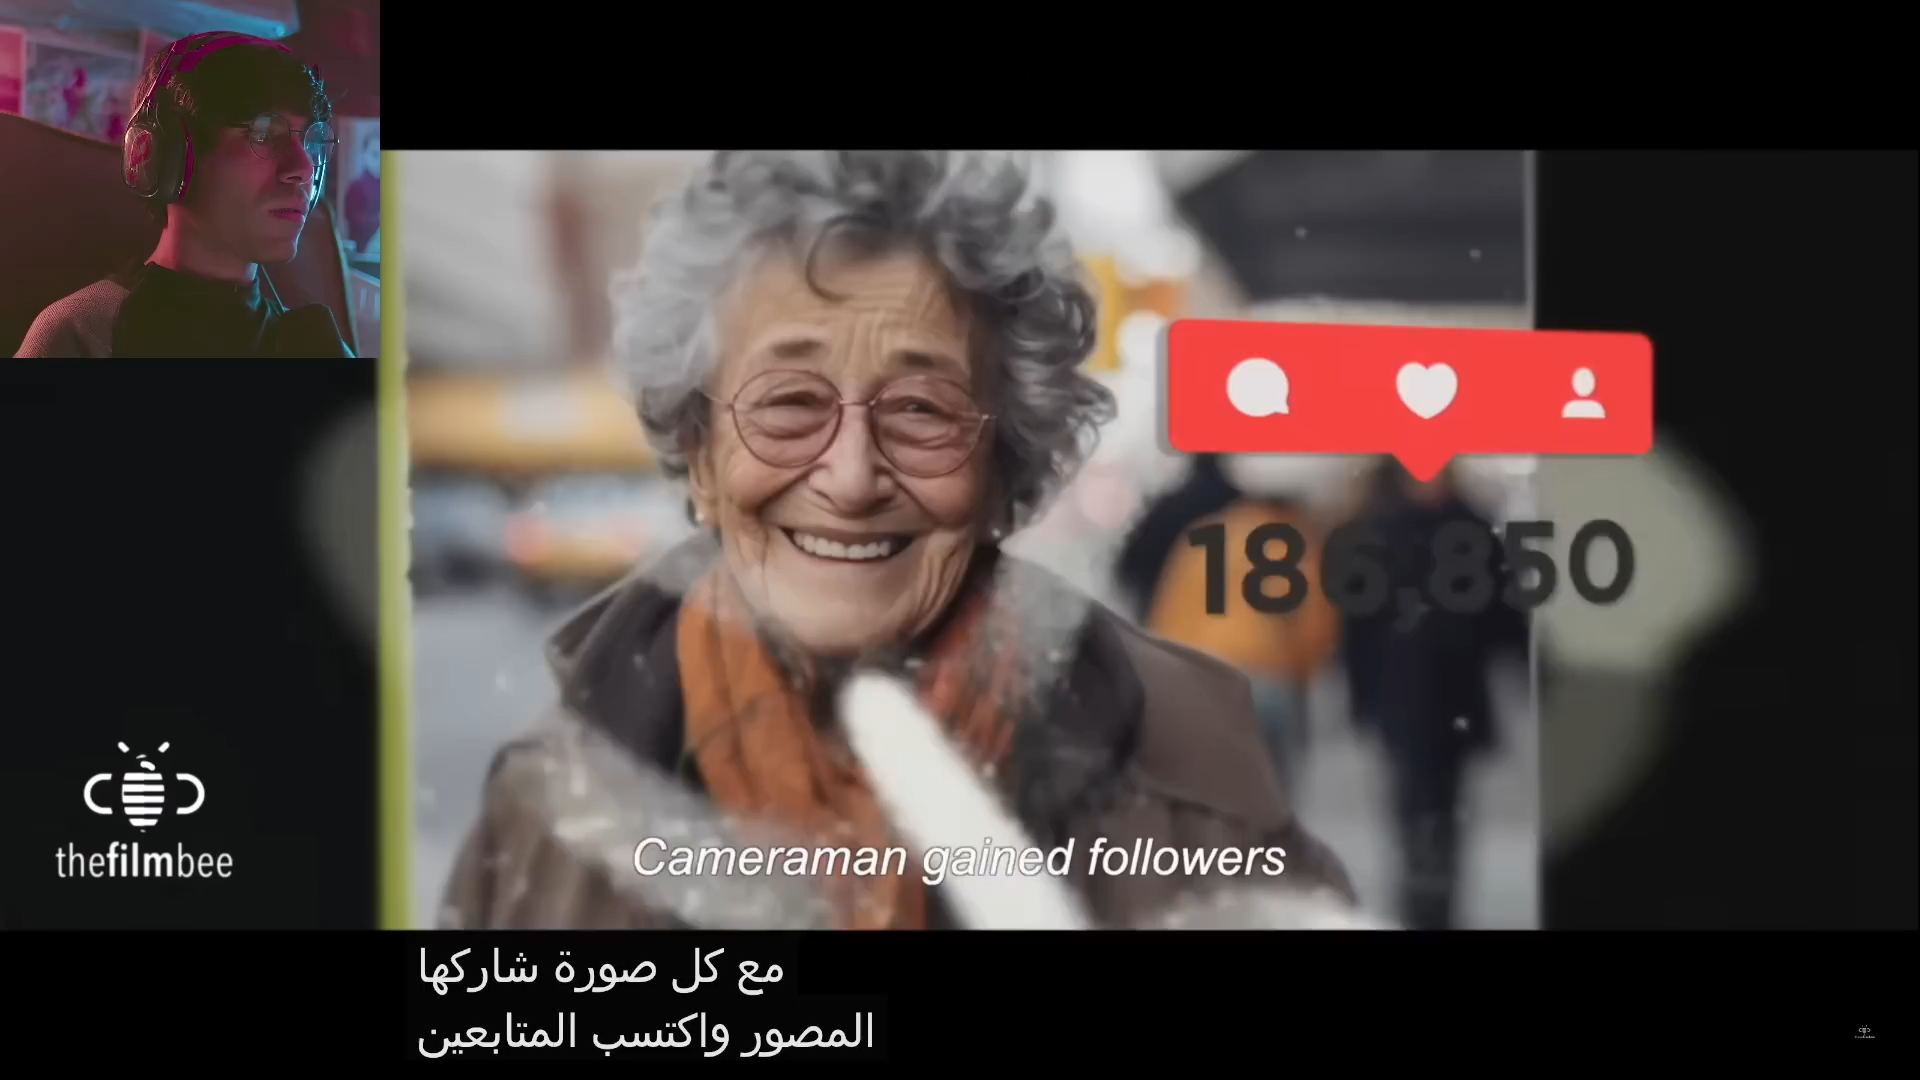 186,850
thefilmbee
Cameraman gained followers
مع كل صورة شاركها
المصور واكتسب المتابعين